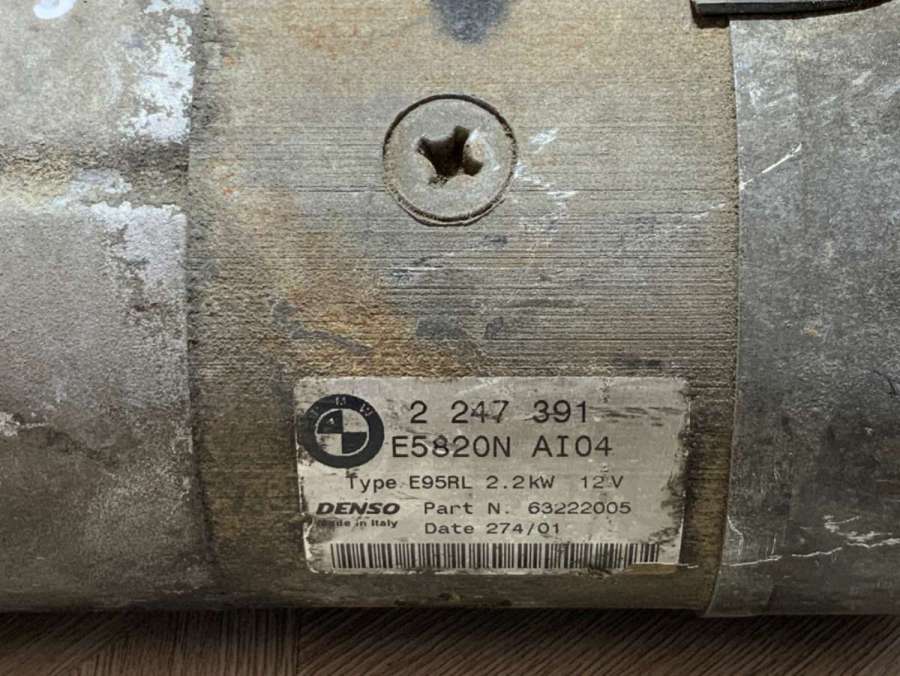 BMW
2 247 391
E5820N AI04
Type E95RL 2.2kW 12V
DENSO Part N. 63222005
Made in Italy
Date 274/01